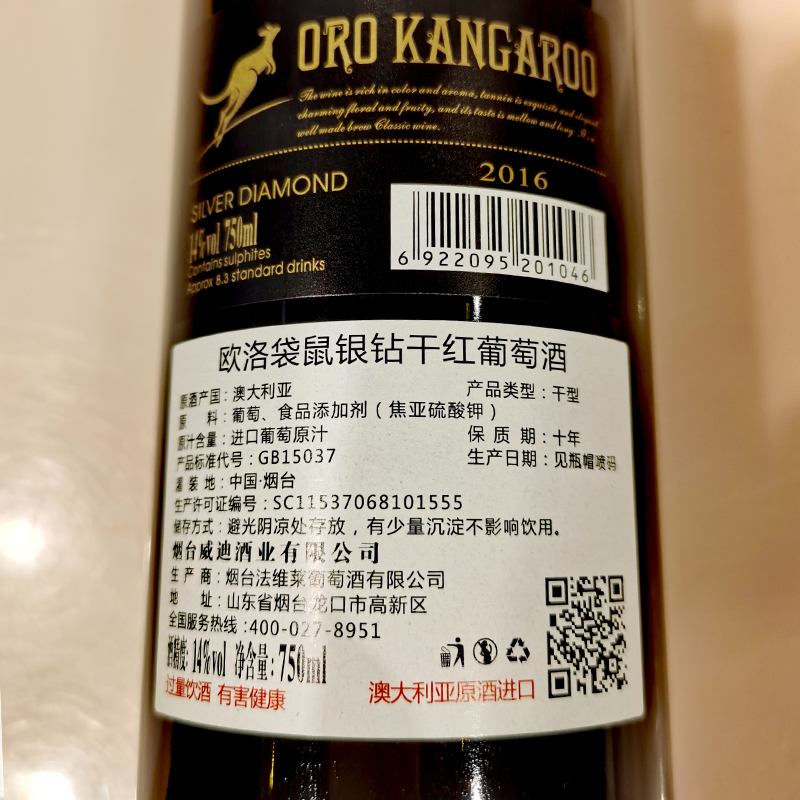 ORO KANGAROO
The wine is rich in color and aroma, tannin is exquisite and elegant
charming floral and fruity, and its taste is mellow and long.
well made brew Classic wine.
2016
SILVER DIAMOND
14%vol 750ml
Contains sulphites
Approx 8.3 standard drinks
6 922095 201046
欧洛袋鼠银钻干红葡萄酒
原酒产国：澳大利亚 产品类型：干型
原 料：葡萄、食品添加剂（焦亚硫酸钾）
原汁含量：进口葡萄原汁 保 质 期：十年
产品标准代号：GB15037 生产日期：见瓶帽喷码
灌 装 地：中国·烟台
生产许可证编号：SC11537068101555
储存方式：避光阴凉处存放，有少量沉淀不影响饮用。
烟台威迪酒业有限公司
生 产 商：烟台法维莱葡萄酒有限公司
地 址：山东省烟台龙口市高新区
全国服务热线：400-027-8951
酒精度：14%vol 净含量：750ml
过量饮酒 有害健康 澳大利亚原酒进口